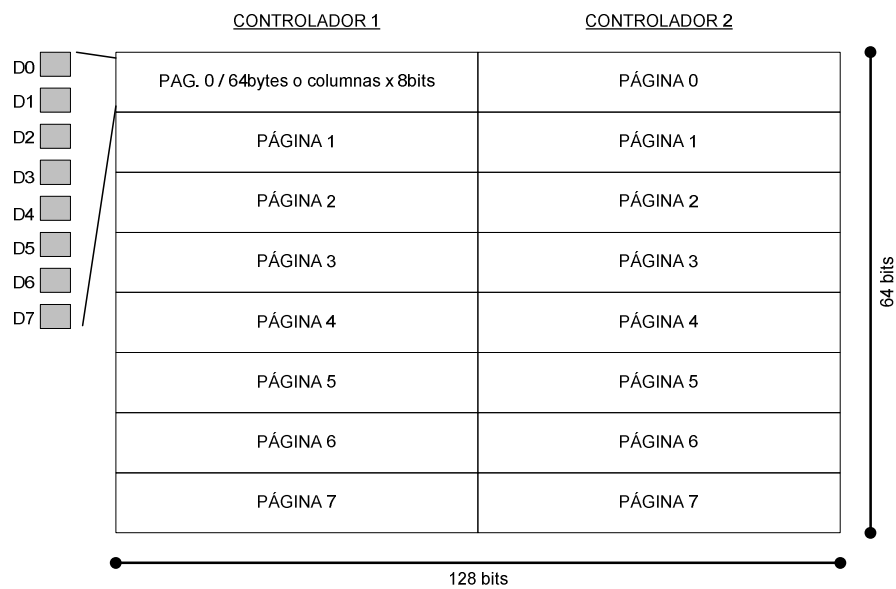 CONTROLADOR 1
CONTROLADOR 2
D0
D1
D2
D3
D4
D5
D6
D7
PAG. 0 / 64bytes o columnas x 8bits
PÁGINA 0
PÁGINA 1
PÁGINA 1
PÁGINA 2
PÁGINA 2
PÁGINA 3
PÁGINA 3
PÁGINA 4
PÁGINA 4
PÁGINA 5
PÁGINA 5
PÁGINA 6
PÁGINA 6
PÁGINA 7
PÁGINA 7
64 bits
128 bits